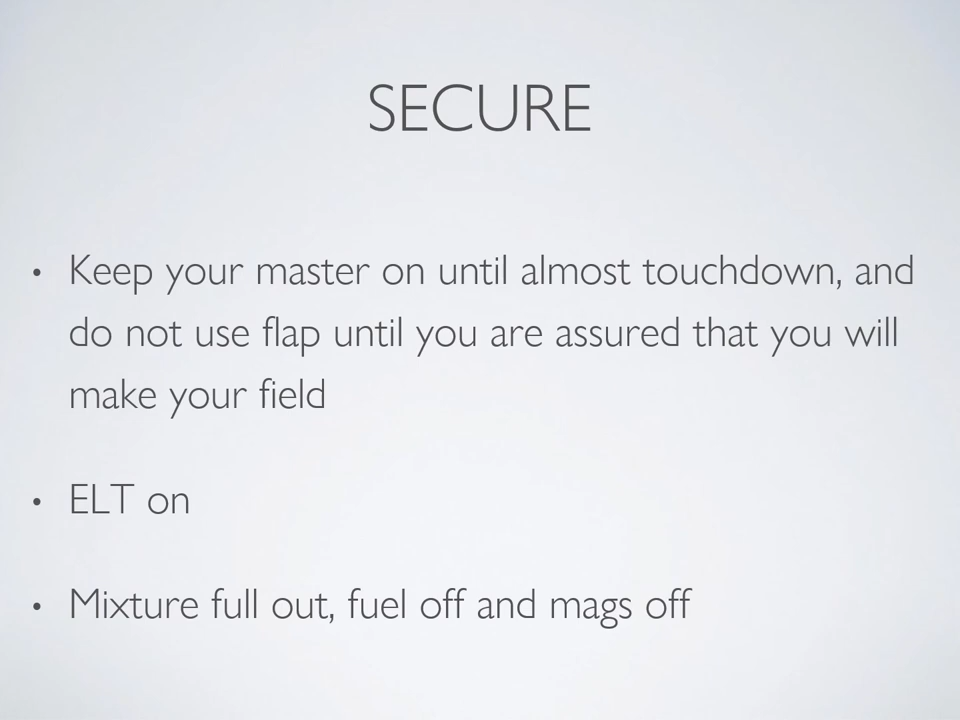 SECURE
• Keep your master on until almost touchdown, and
do not use flap until you are assured that you will
make your field
• ELT on
• Mixture full out, fuel off and mags off